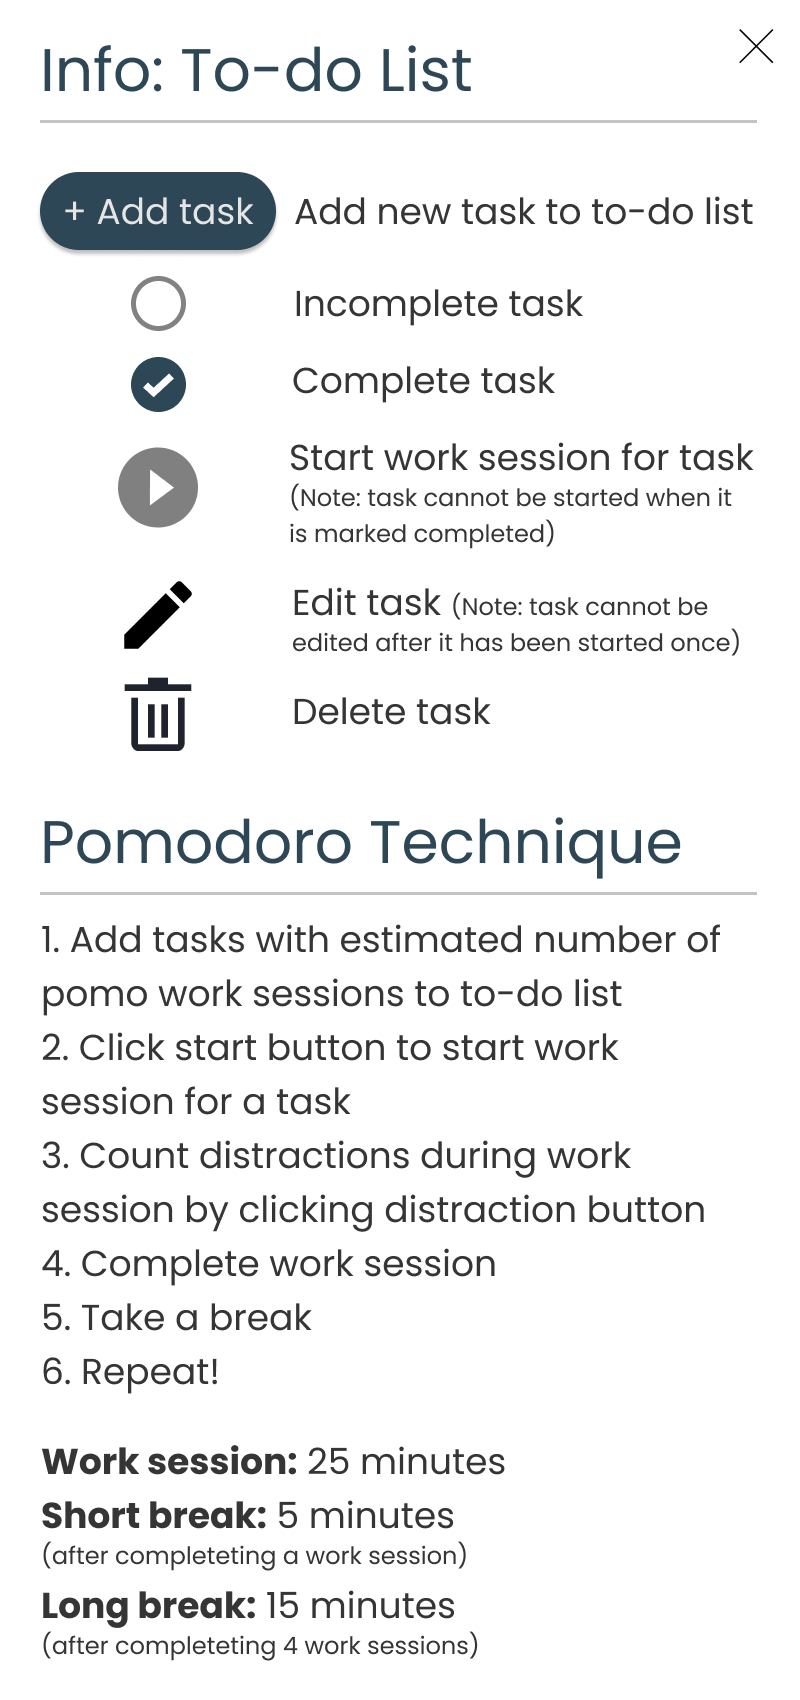 Info: To-do List
+ Add task Add new task to to-do list
Incomplete task
Complete task
Start work session for task
(Note: task cannot be started when it
is marked completed)
Edit task (Note: task cannot be
edited after it has been started once)
Delete task
Pomodoro Technique
1. Add tasks with estimated number of
pomo work sessions to to-do list
2. Click start button to start work
session for a task
3. Count distractions during work
session by clicking distraction button
4. Complete work session
5. Take a break
6. Repeat!
Work session: 25 minutes
Short break: 5 minutes
(after completeting a work session)
Long break: 15 minutes
(after completeting 4 work sessions)